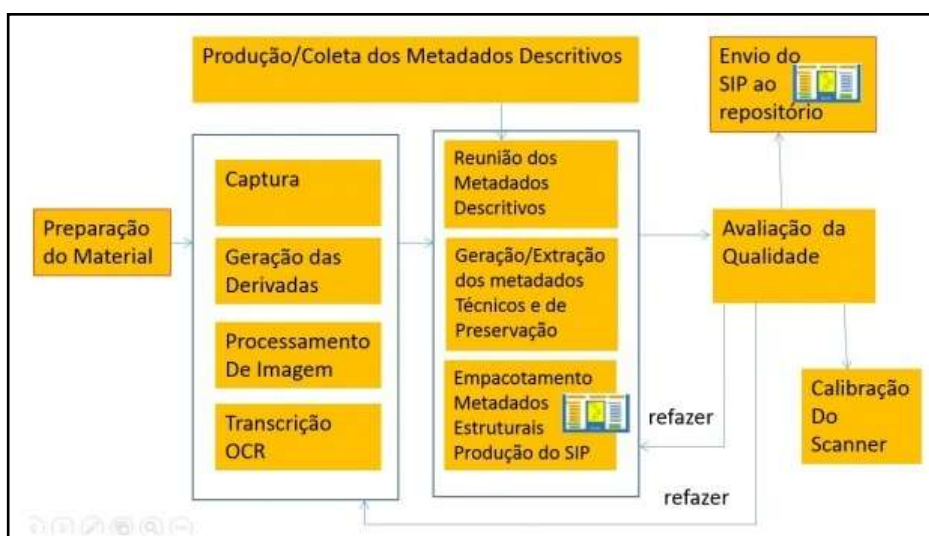 Produção/Coleta dos Metadados Descritivos
Envio do
SIP ao
repositório
Preparação
do Material
Captura
Geração das
Derivadas
Processamento
De Imagem
Transcrição
OCR
Reunião dos
Metadados
Descritivos
Geração/Extração
dos metadados
Técnicos e de
Preservação
Empacotamento
Metadados
Estruturais
Produção do SIP
Avaliação da
Qualidade
refazer
refazer
Calibração
Do
Scanner